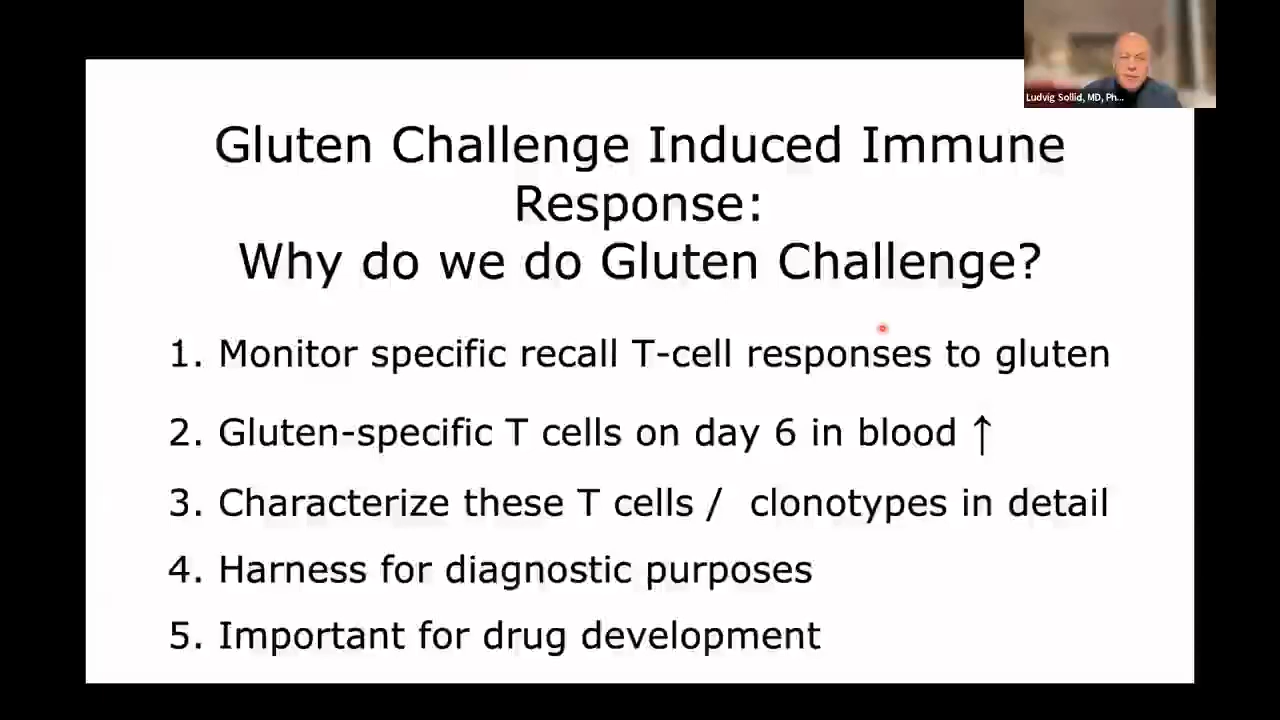 Ludvig Sollid, MD, Ph...
Gluten Challenge Induced Immune
Response:
Why do we do Gluten Challenge?
1. Monitor specific recall T-cell responses to gluten
2. Gluten-specific T cells on day 6 in blood ↑
3. Characterize these T cells / clonotypes in detail
4. Harness for diagnostic purposes
5. Important for drug development